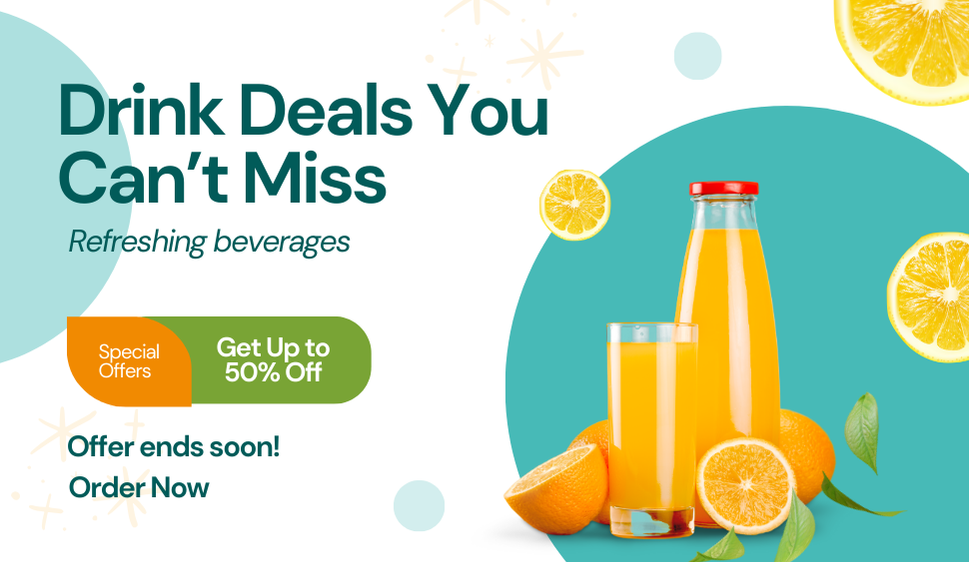 Drink Deals You
Can’t Miss
Refreshing beverages
Special
Offers
Get Up to
50% Off
Offer ends soon!
Order Now